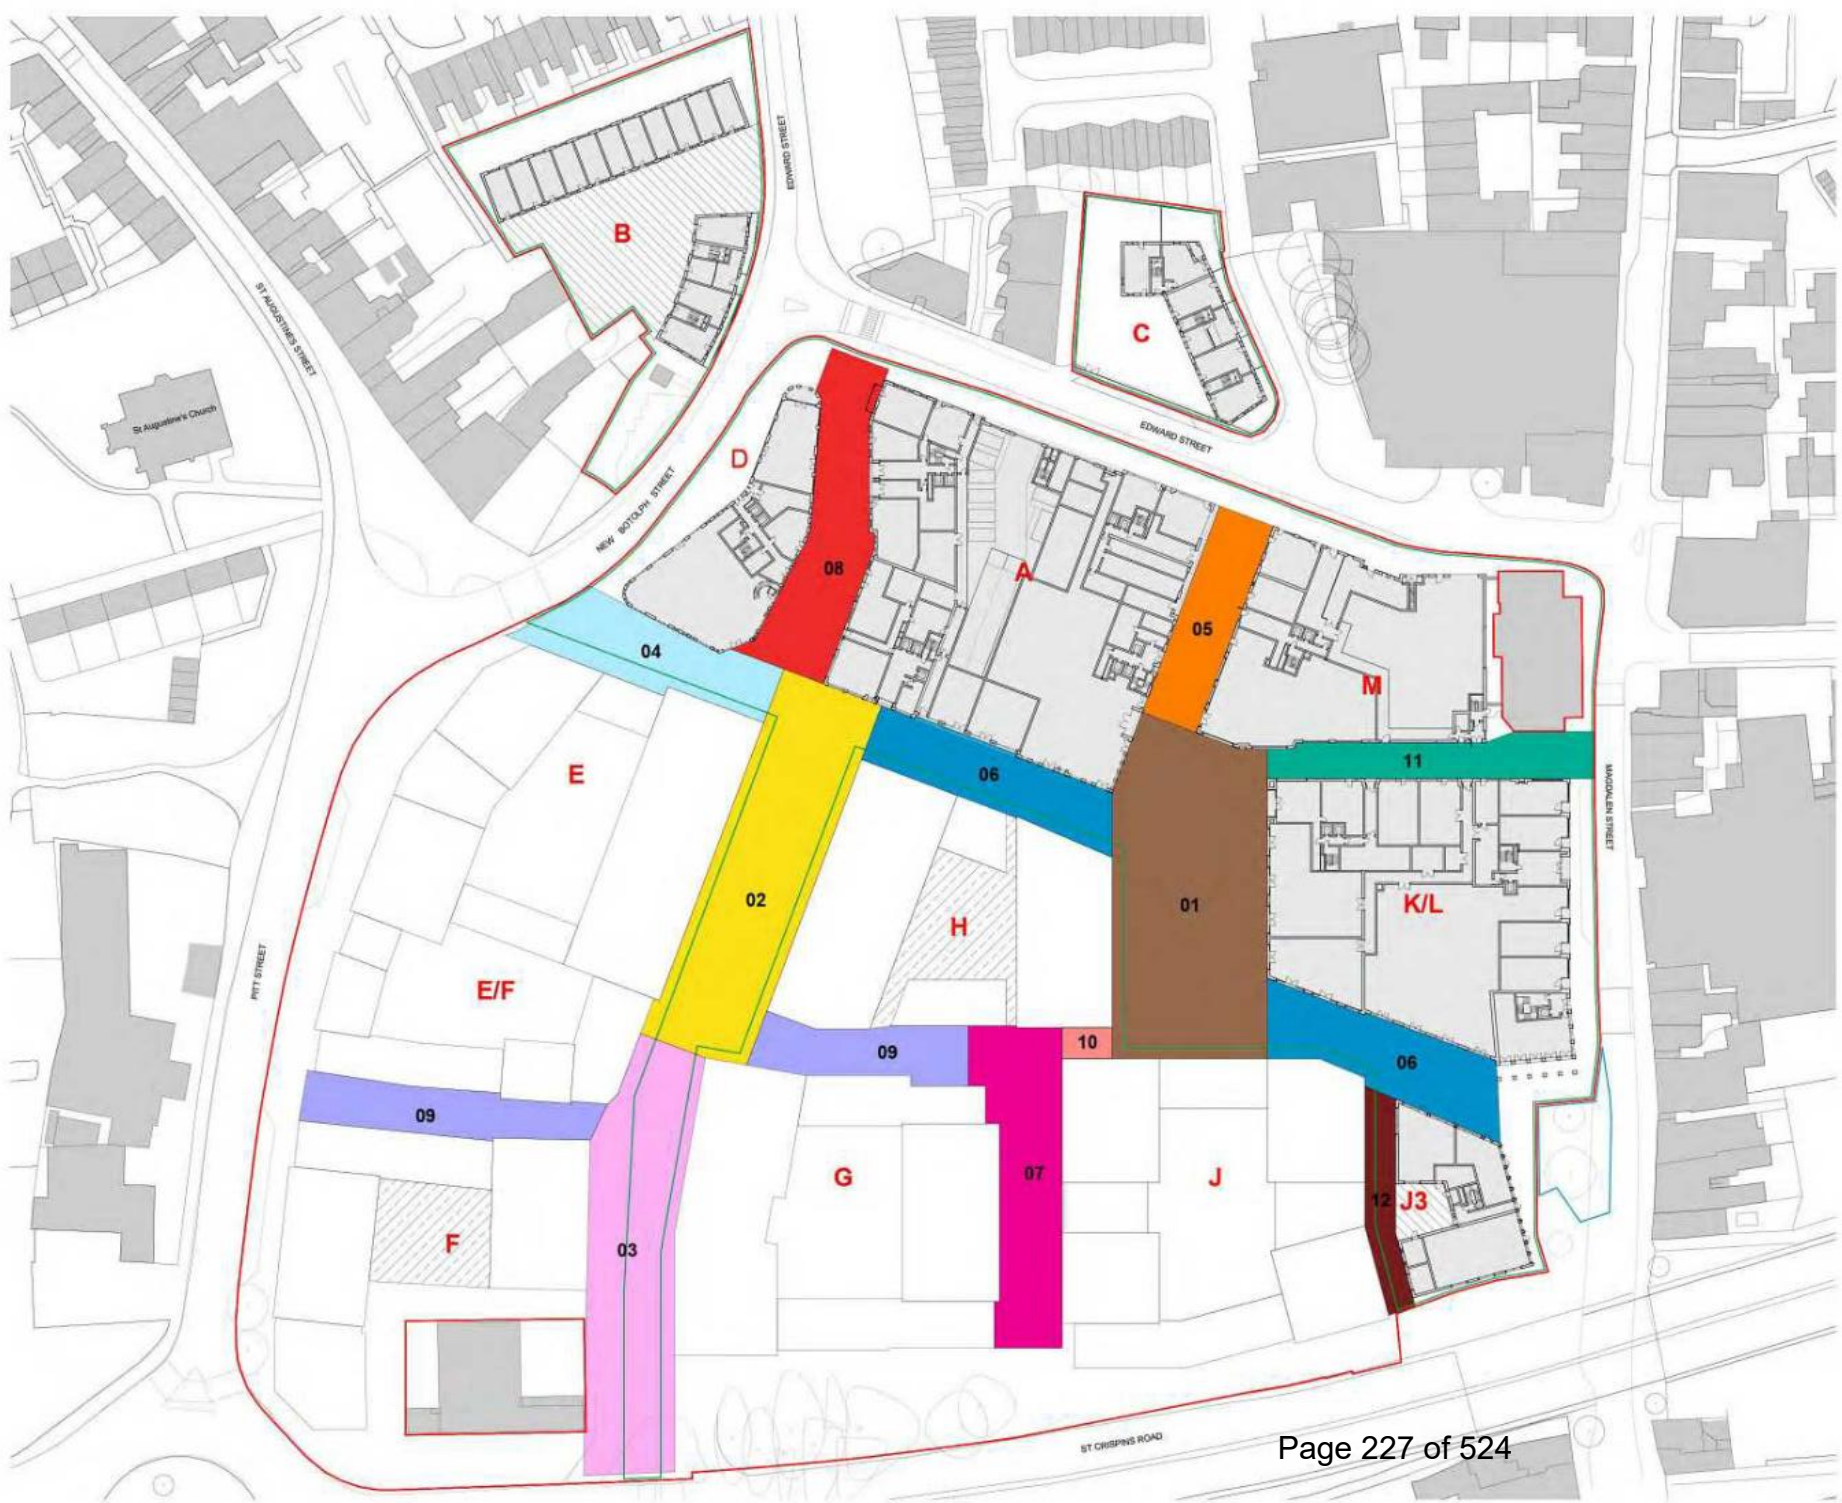 EDWARD STREET
B
ST AUGUSTINES STREET
C
St Augustine's Church
EDWARD STREET
D
NEW BOTOLPH STREET
08
A
05
04
M
11
06
E
MAGDALEN STREET
02
01
K/L
H
PITT STREET
E/F
10
09
06
09
07
G
J
12
J3
F
03
ST CRISPINS ROAD
Page 227 of 524